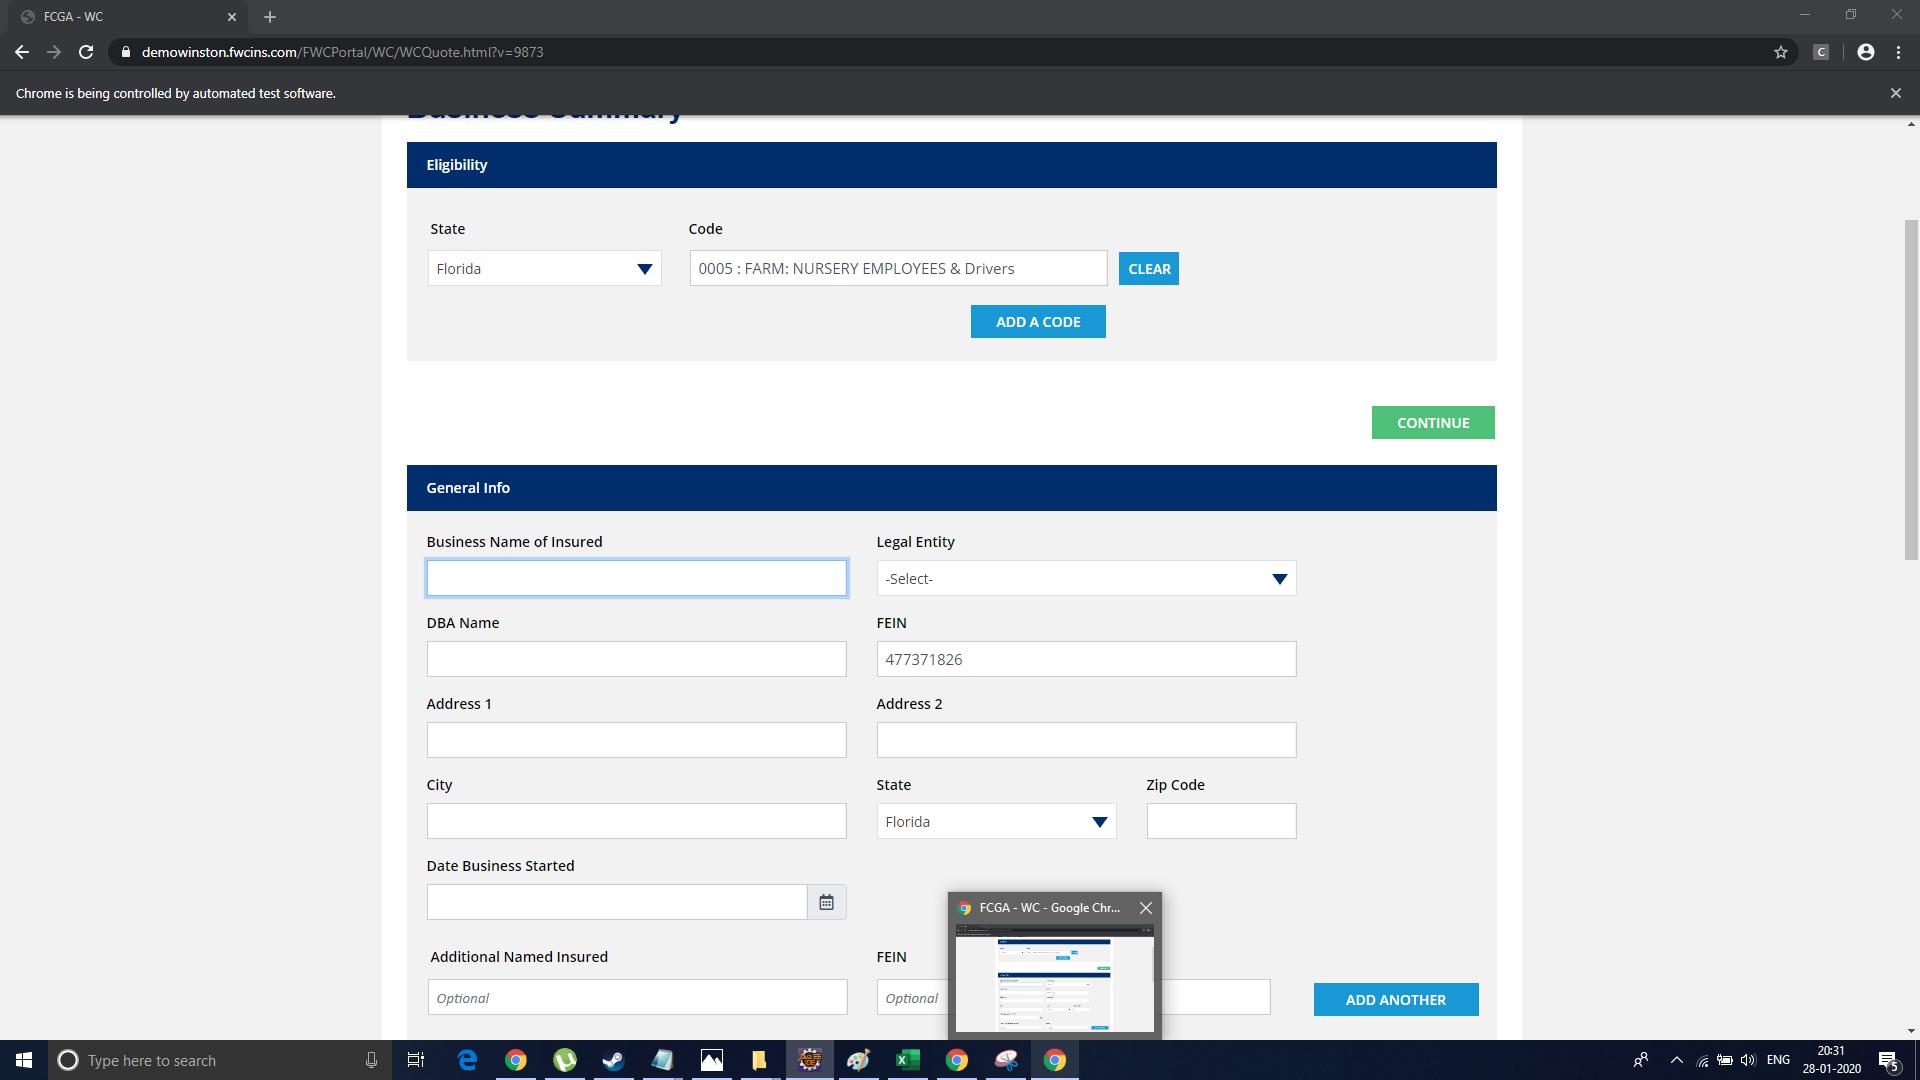 FCGA - WC
demowinston.fwcins.com/FWCPortal/WC/WCQuote.html?v=9873
C
Chrome is being controlled by automated test software.
Business Summary
Eligibility
State Code
Florida 0005 : FARM: NURSERY EMPLOYEES & Drivers CLEAR
ADD A CODE
CONTINUE
General Info
Business Name of Insured Legal Entity
-Select-
DBA Name FEIN
477371826
Address 1 Address 2
City State Zip Code
Florida
Date Business Started
FCGA - WC - Google Chr...
Additional Named Insured FEIN
Optional Optional ADD ANOTHER
Type here to search ENG 20:31
28-01-2020 5